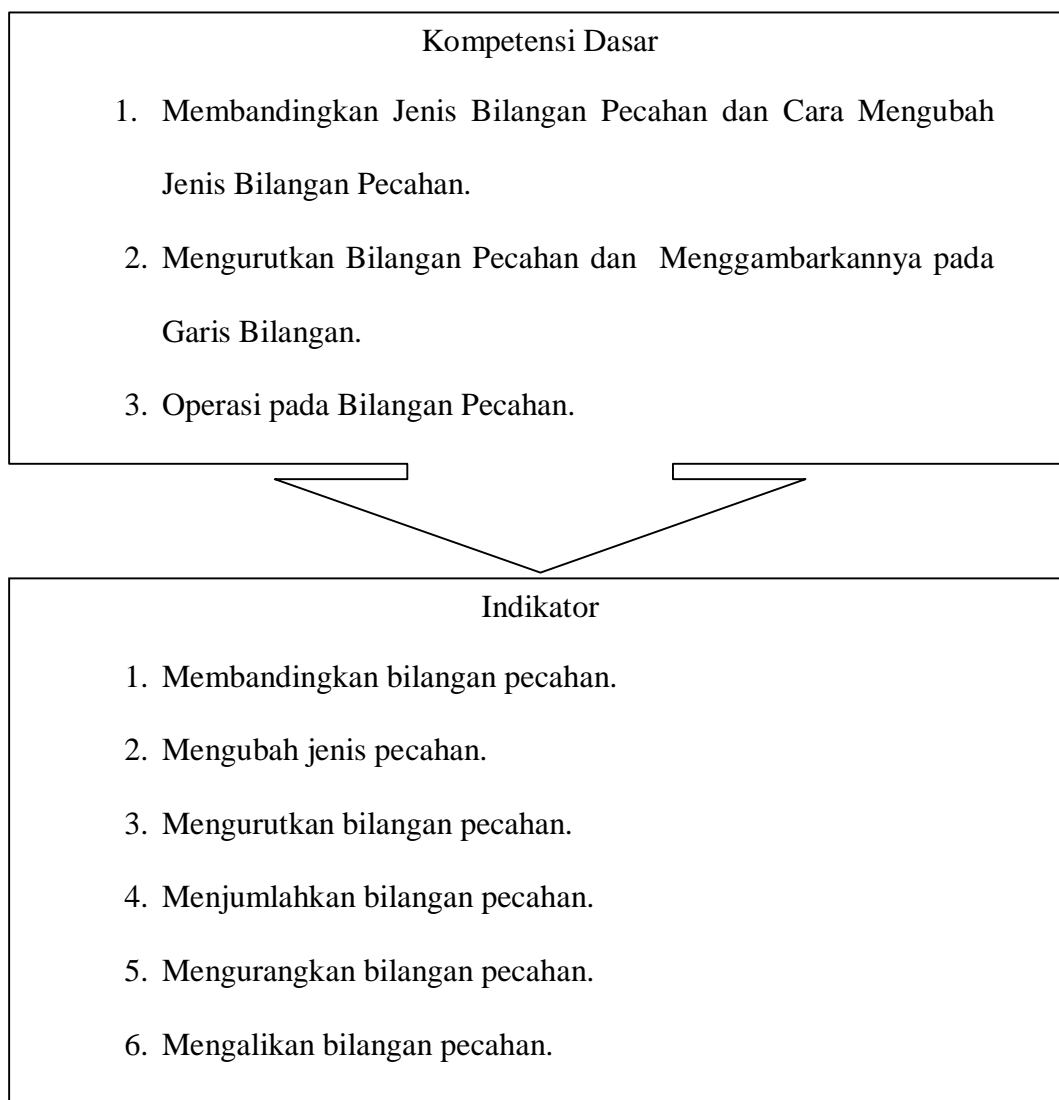 Kompetensi Dasar
1. Membandingkan Jenis Bilangan Pecahan dan Cara Mengubah
Jenis Bilangan Pecahan.
2. Mengurutkan Bilangan Pecahan dan Menggambarkannya pada
Garis Bilangan.
3. Operasi pada Bilangan Pecahan.
Indikator
1. Membandingkan bilangan pecahan.
2. Mengubah jenis pecahan.
3. Mengurutkan bilangan pecahan.
4. Menjumlahkan bilangan pecahan.
5. Mengurangkan bilangan pecahan.
6. Mengalikan bilangan pecahan.